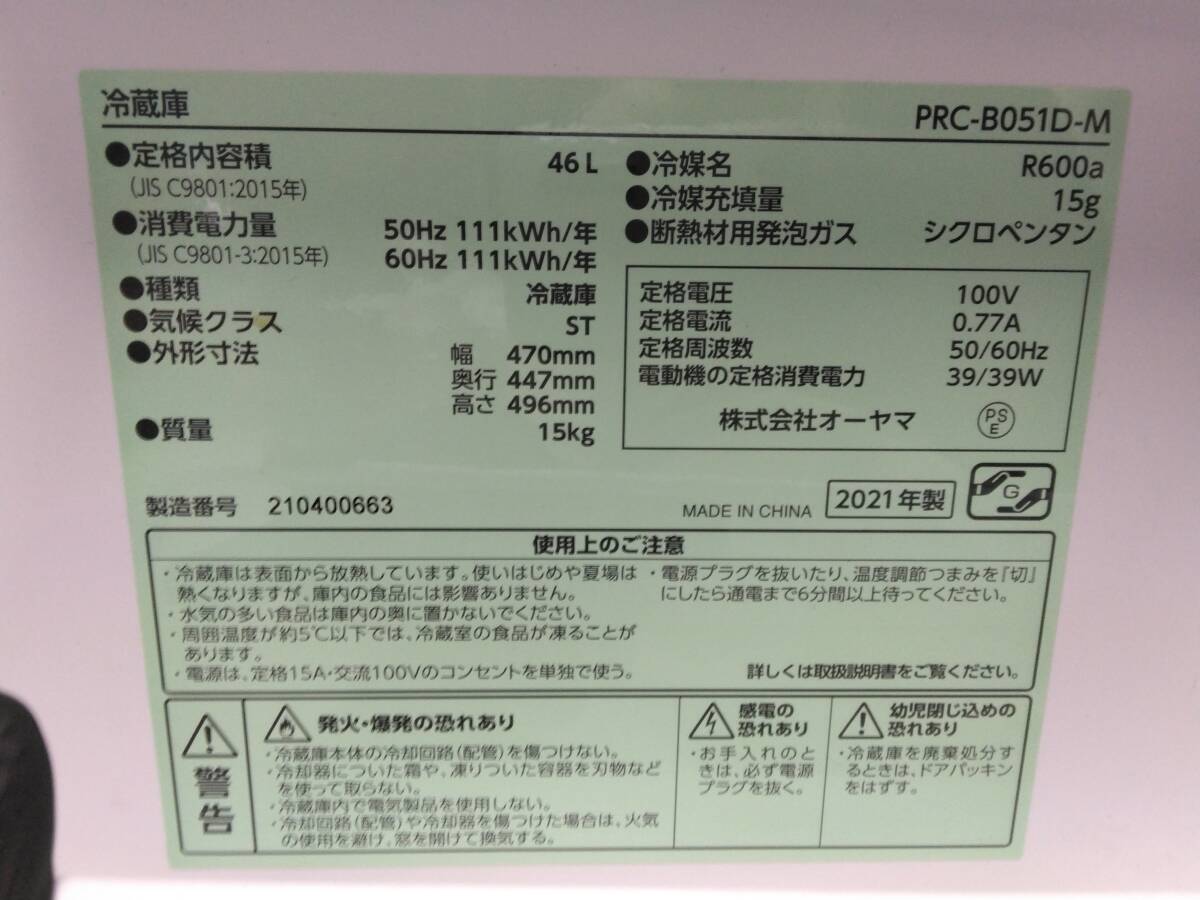 冷蔵庫
PRC-B051D-M
●定格内容積 46L
(JIS C9801:2015年)
●消費電力量 50Hz 111kWh/年
(JIS C9801-3:2015年) 60Hz 111kWh/年
●種類 冷蔵庫
●気候クラス ST
●外形寸法 幅 470mm
奥行 447mm
高さ 496mm
●質量 15kg
●冷媒名 R600a
●冷媒充填量 15g
●断熱材用発泡ガス シクロペンタン
定格電圧 100V
定格電流 0.77A
定格周波数 50/60Hz
電動機の定格消費電力 39/39W
株式会社オーヤマ PS E
製造番号 210400663
MADE IN CHINA 2021年製 G
使用上のご注意
・冷蔵庫は表面から放熱しています。使いはじめや夏場は
熱くなりますが、庫内の食品には影響ありません。
・水気の多い食品は庫内の奥に置かないでください。
・周囲温度が約5℃以下では、冷蔵室の食品が凍ることが
あります。
・電源は、定格15A・交流100Vのコンセントを単独で使う。
・電源プラグを抜いたり、温度調節つまみを「切」
にしたら通電まで6分間以上待ってください。
詳しくは取扱説明書をご覧ください。
警告
発火・爆発の恐れあり
・冷蔵庫本体の冷却回路(配管)を傷つけない。
・冷却器についた霜や、凍りついた容器を刃物など
を使って取らない。
・冷蔵庫内で電気製品を使用しない。
・冷却回路(配管)や冷却器を傷つけた場合は、火気
の使用を避け、窓を開けて換気する。
感電の
恐れあり
・お手入れのと
きは、必ず電源
プラグを抜く。
幼児閉じ込めの
恐れあり
・冷蔵庫を廃棄処分す
るときは、ドアパッキン
をはずす。